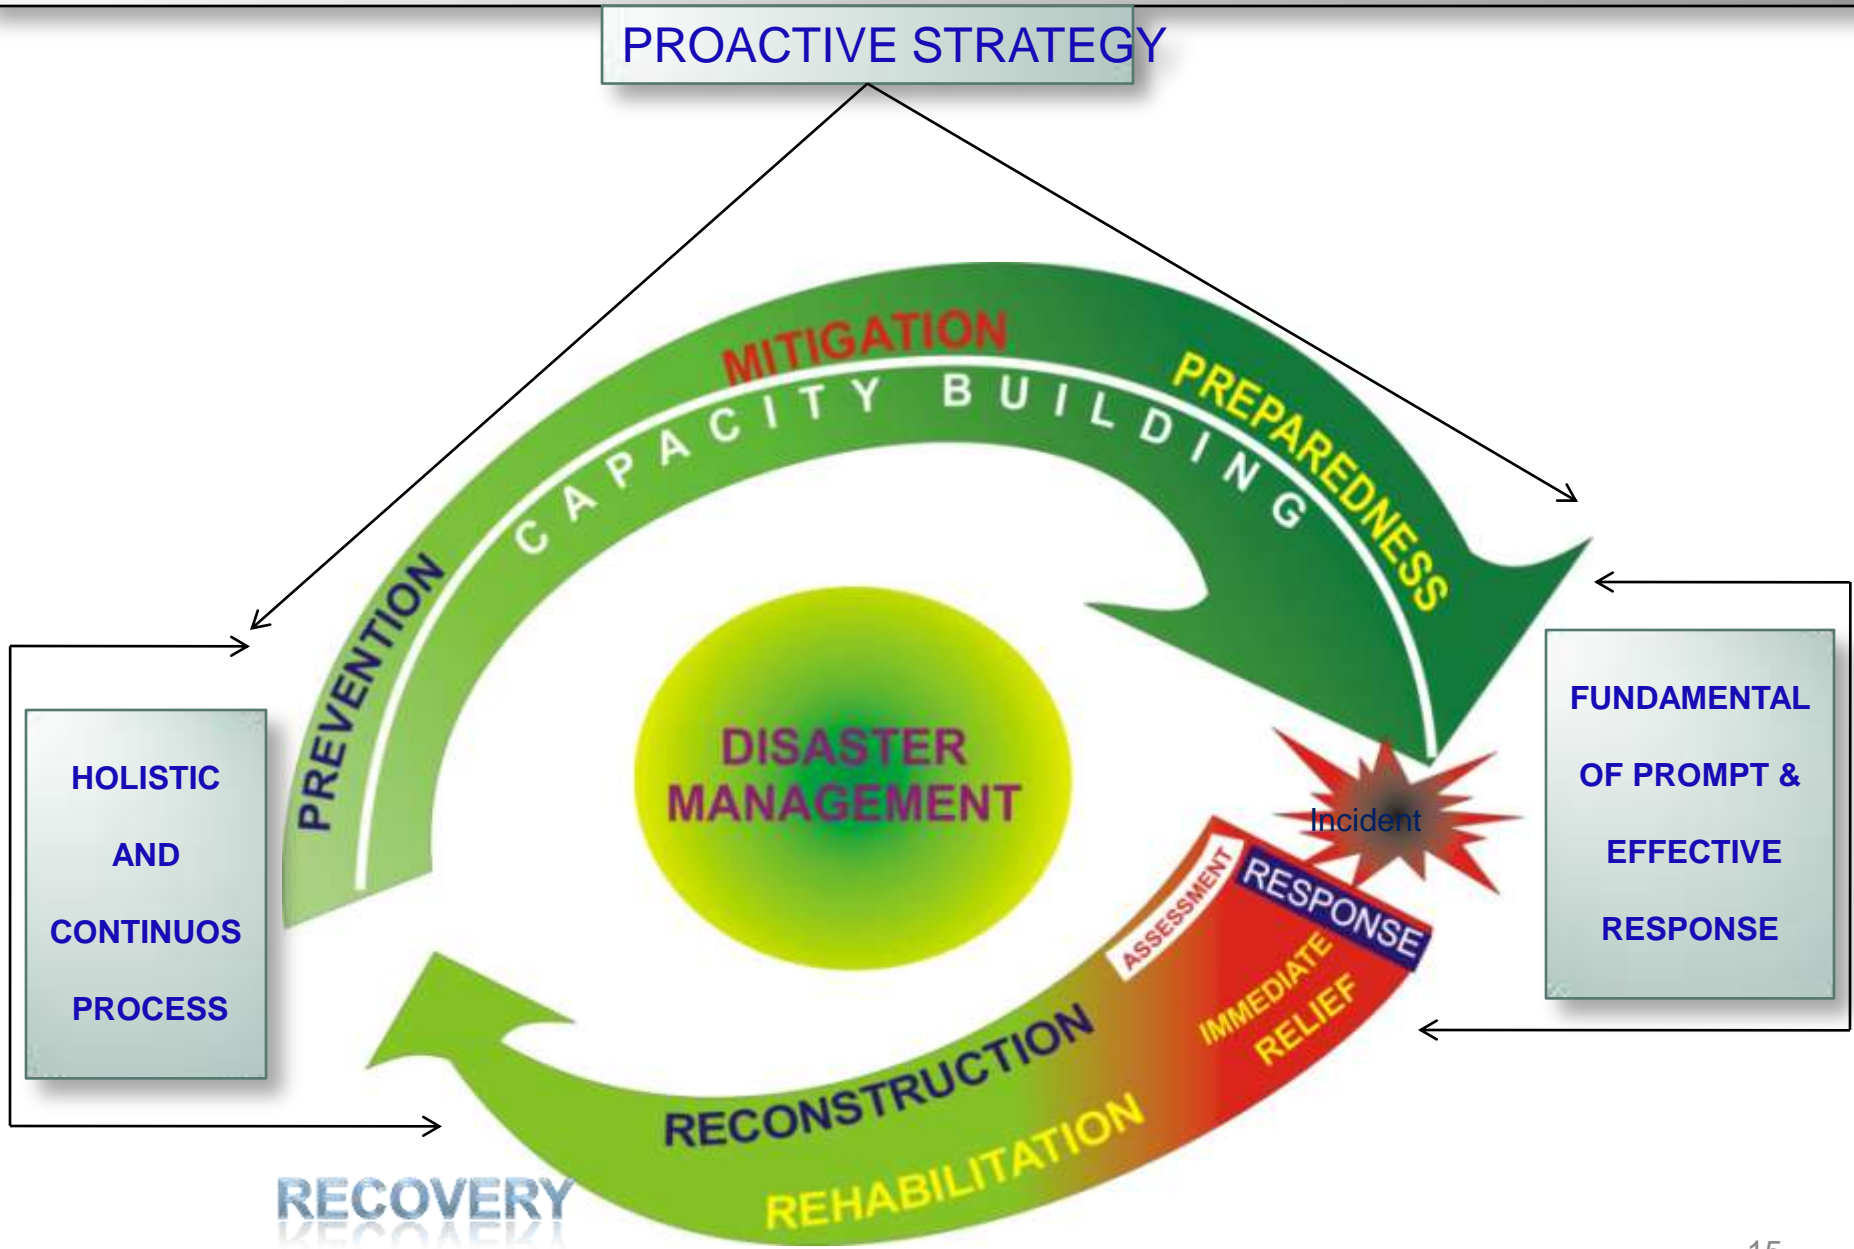 PROACTIVE STRATEGY
MITIGATION
PREPAREDNESS
CAPACITY BUILDING
PREVENTION
DISASTER
MANAGEMENT
HOLISTIC
AND
CONTINUOS
PROCESS
FUNDAMENTAL
OF PROMPT &
EFFECTIVE
RESPONSE
Incident
ASSESSMENT
RESPONSE
IMMEDIATE
RELIEF
RECONSTRUCTION
REHABILITATION
RECOVERY
15